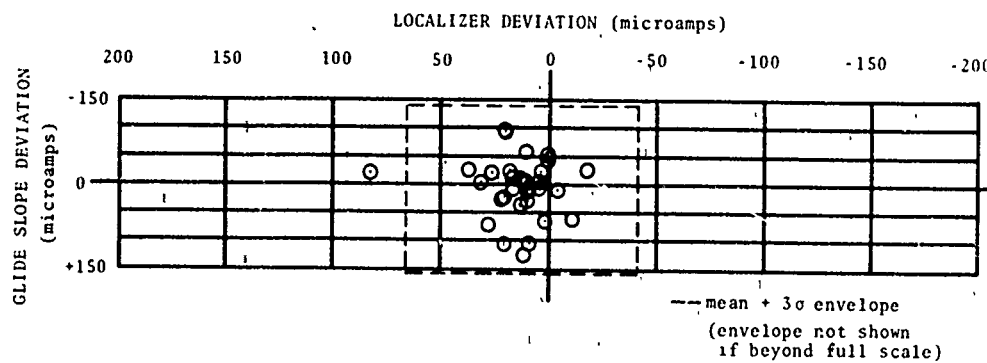 LOCALIZER DEVIATION (microamps)
200 150 100 50 0 -50 -100 -150 -200
GLIDE SLOPE DEVIATION
(microamps)
-150
0
+150
--mean + 3σ envelope
(envelope not shown
if beyond full scale)